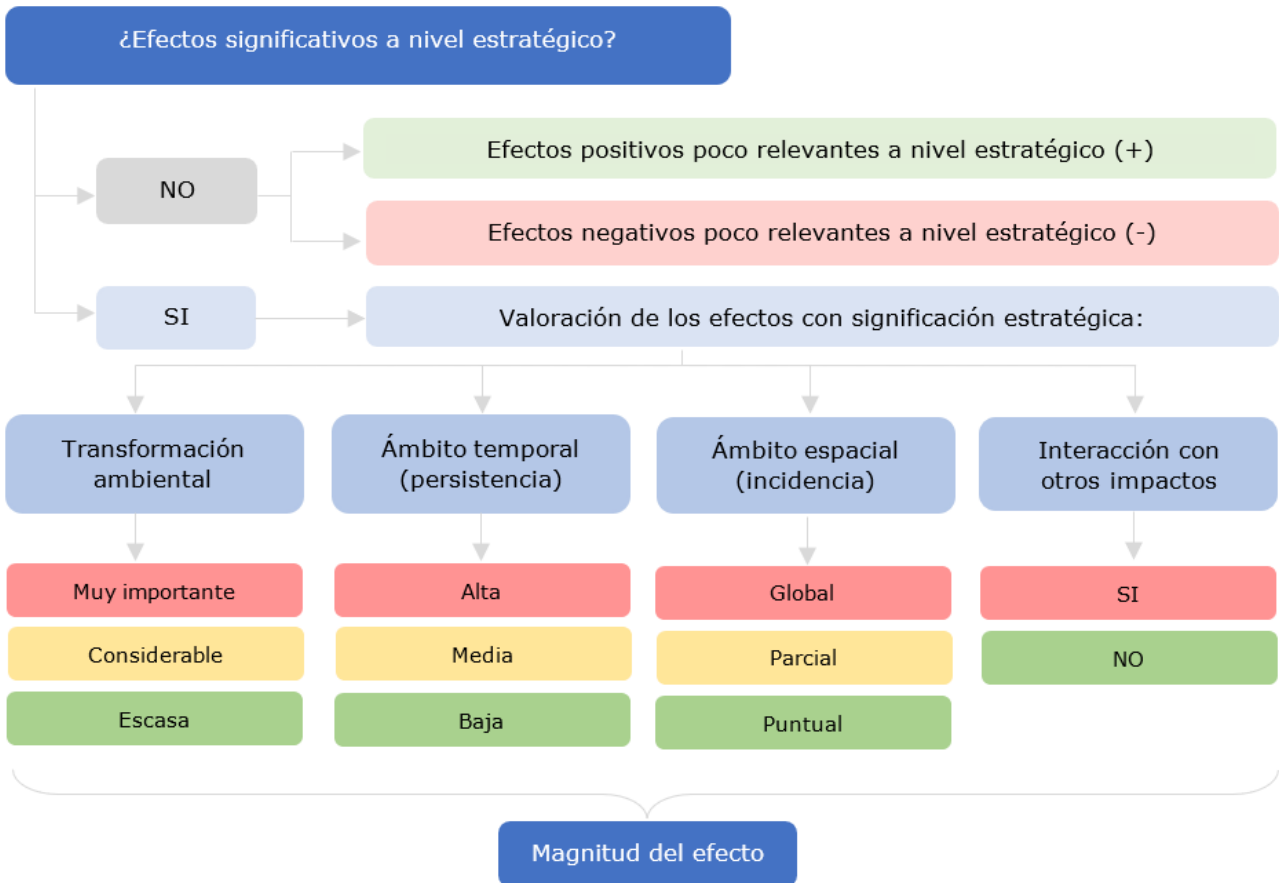 ¿Efectos significativos a nivel estratégico?
NO
Efectos positivos poco relevantes a nivel estratégico (+)
Efectos negativos poco relevantes a nivel estratégico (-)
SI
Valoración de los efectos con significación estratégica:
Transformación
ambiental
Ámbito temporal
(persistencia)
Ámbito espacial
(incidencia)
Interacción con
otros impactos
Muy importante
Alta
Global
SI
Considerable
Media
Parcial
NO
Escasa
Baja
Puntual
Magnitud del efecto